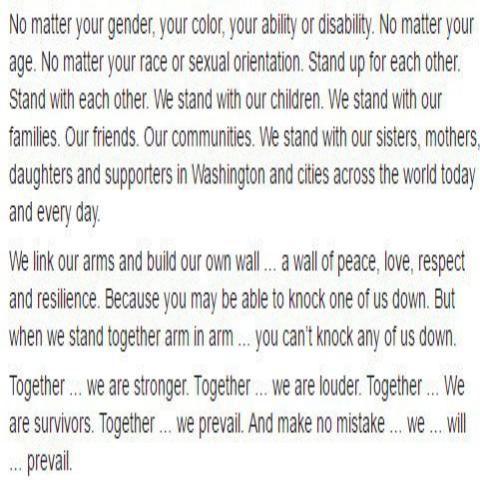 No matter your gender, your color, your ability or disability. No matter your
age. No matter your race or sexual orientation. Stand up for each other.
Stand with each other. We stand with our children. We stand with our
families. Our friends. Our communities. We stand with our sisters, mothers,
daughters and supporters in Washington and cities across the world today
and every day.
We link our arms and build our own wall ... a wall of peace, love, respect
and resilience. Because you may be able to knock one of us down. But
when we stand together arm in arm ... you can't knock any of us down.
Together ... we are stronger. Together ... we are louder. Together ... We
are survivors. Together ... we prevail. And make no mistake ... we ... will
... prevail.